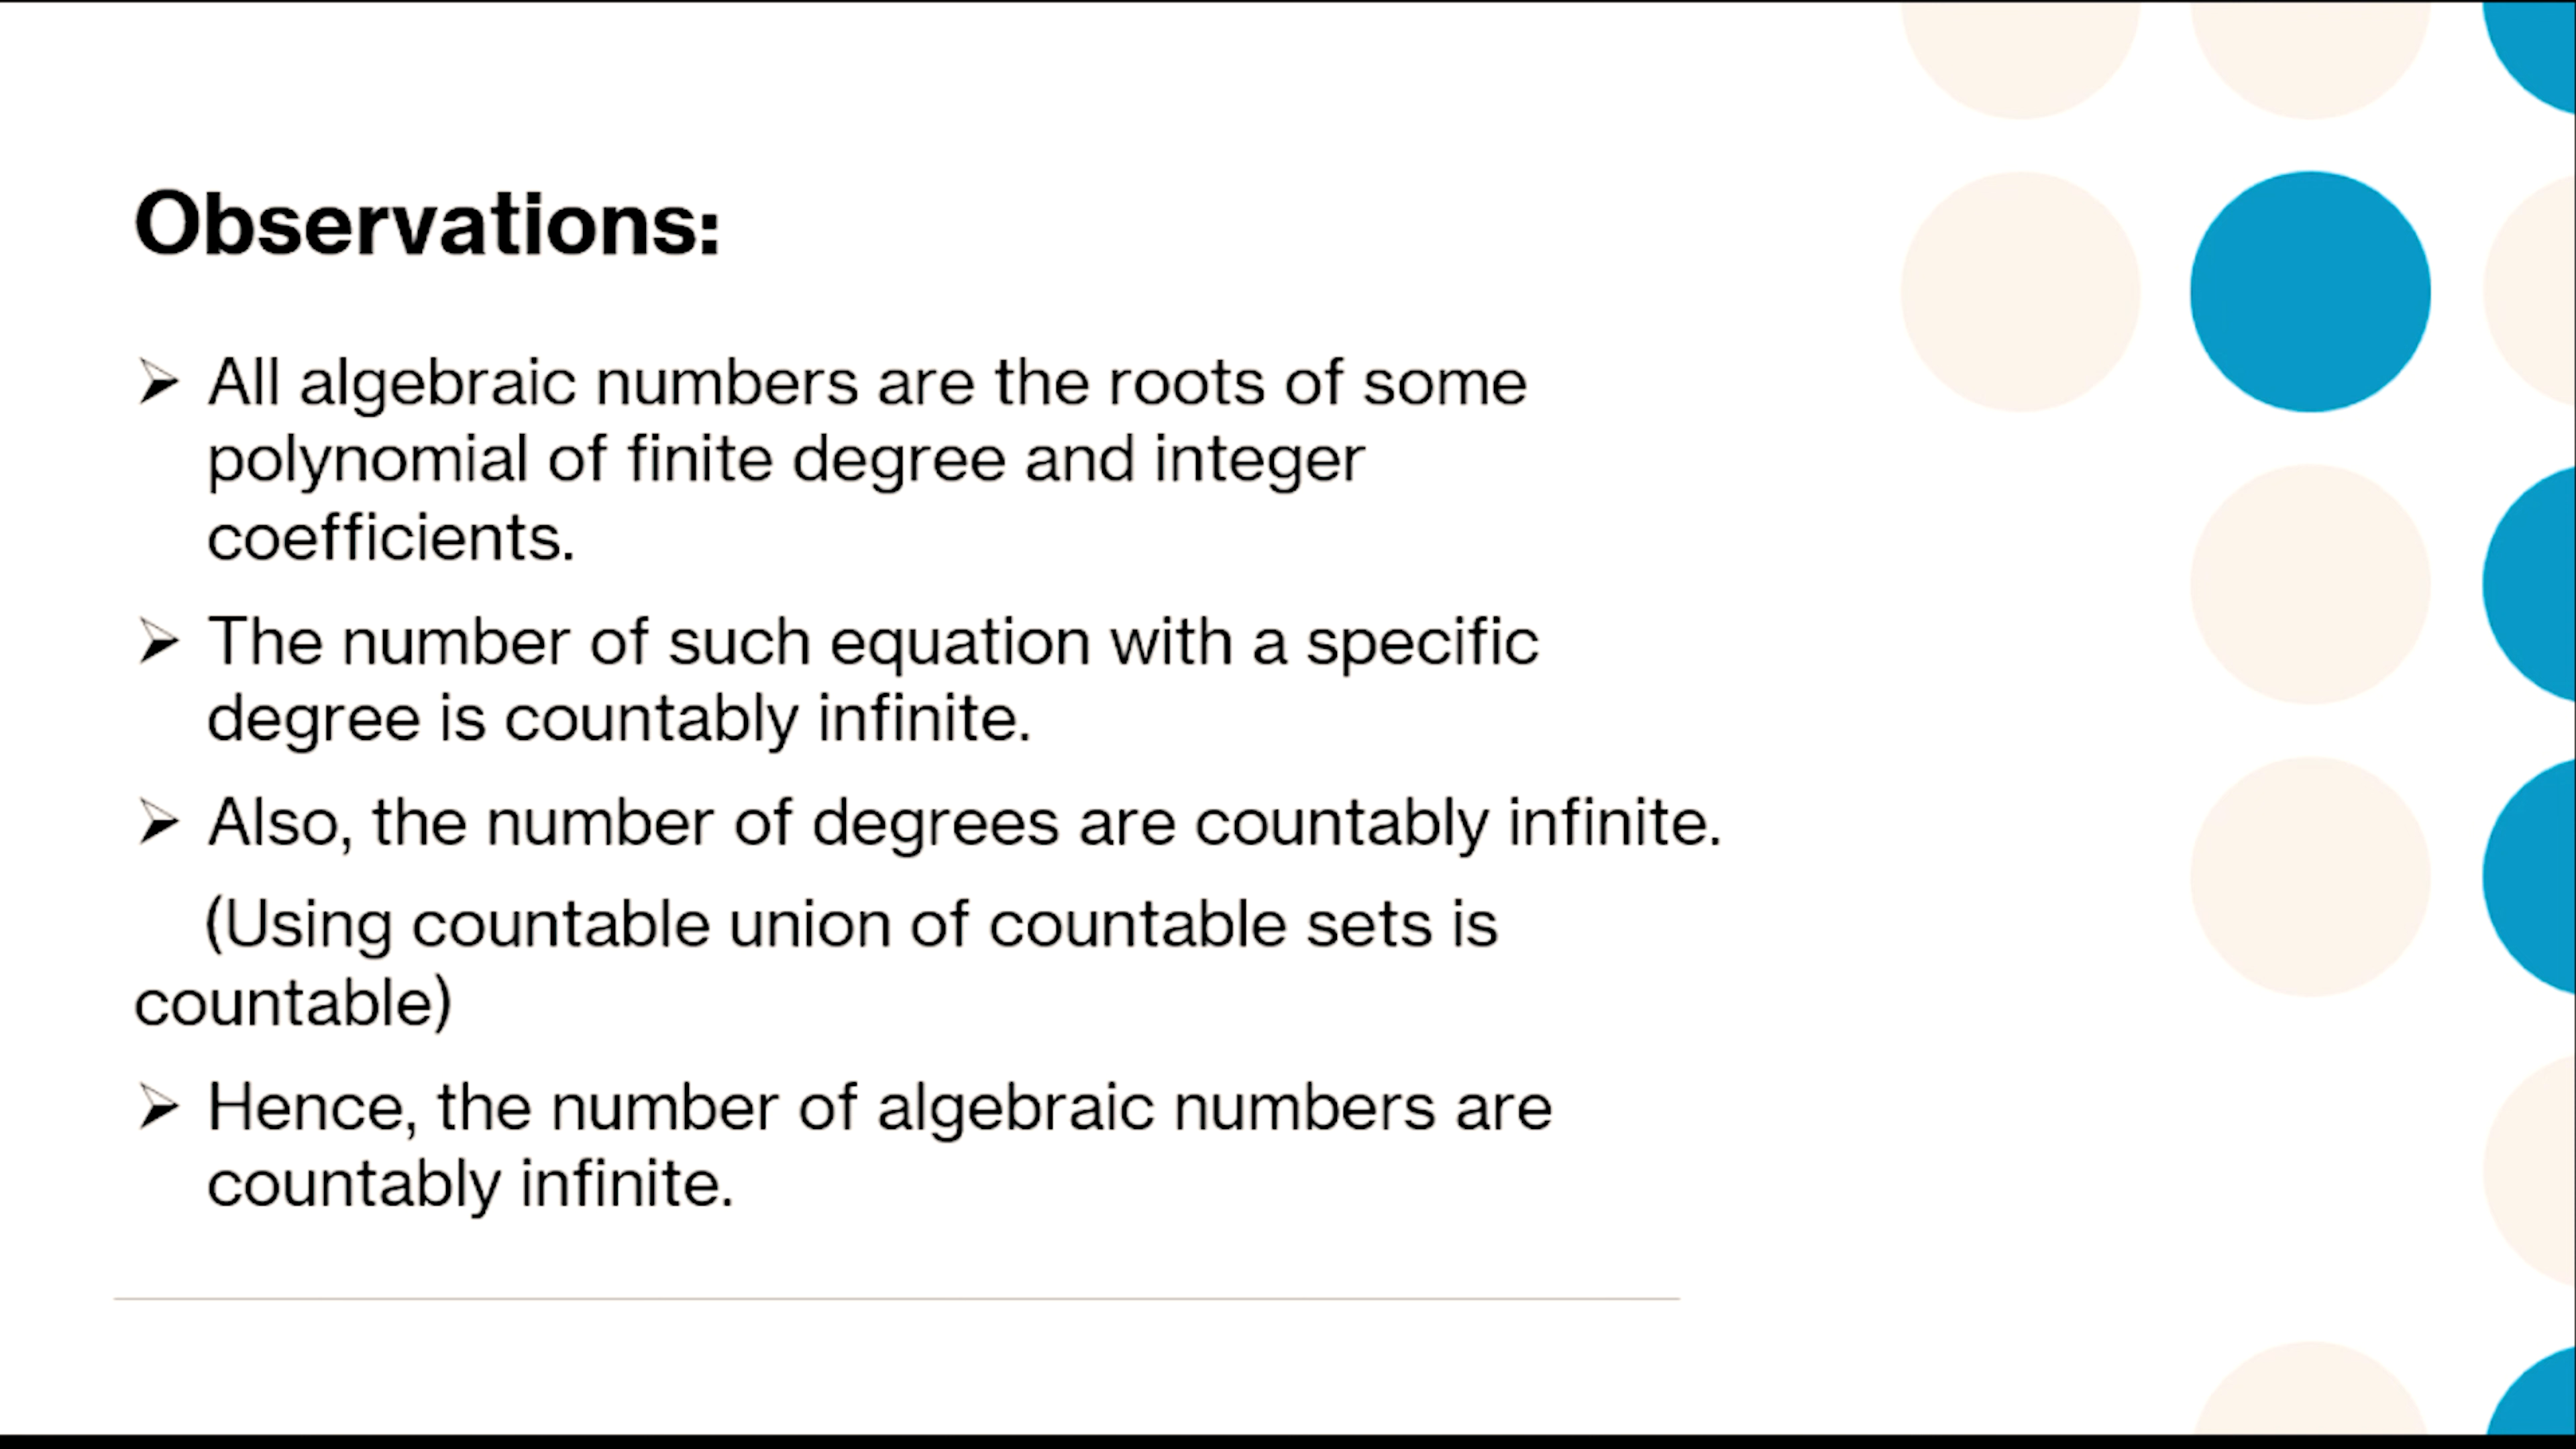 Observations:
➢ All algebraic numbers are the roots of some
polynomial of finite degree and integer
coefficients.
➢ The number of such equation with a specific
degree is countably infinite.
➢ Also, the number of degrees are countably infinite.
(Using countable union of countable sets is
countable)
➢ Hence, the number of algebraic numbers are
countably infinite.